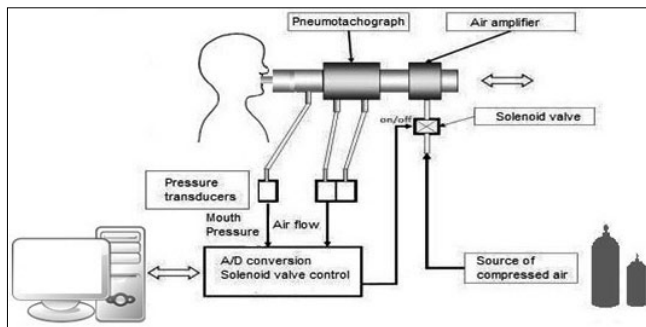 Pneumotachograph
Air amplifier
on/off
Solenoid valve
Pressure
transducers
Mouth
Pressure
Air flow
A/D conversion
Solenoid valve control
Source of
compressed air